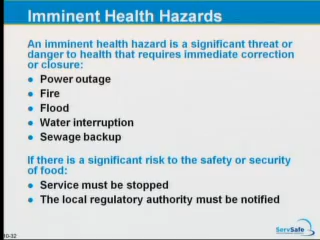 Imminent Health Hazards
An imminent health hazard is a significant threat or
danger to health that requires immediate correction
or closure:
● Power outage
● Fire
● Flood
● Water interruption
● Sewage backup
If there is a significant risk to the safety or security
of food:
● Service must be stopped
● The local regulatory authority must be notified
10-32
ServSafe